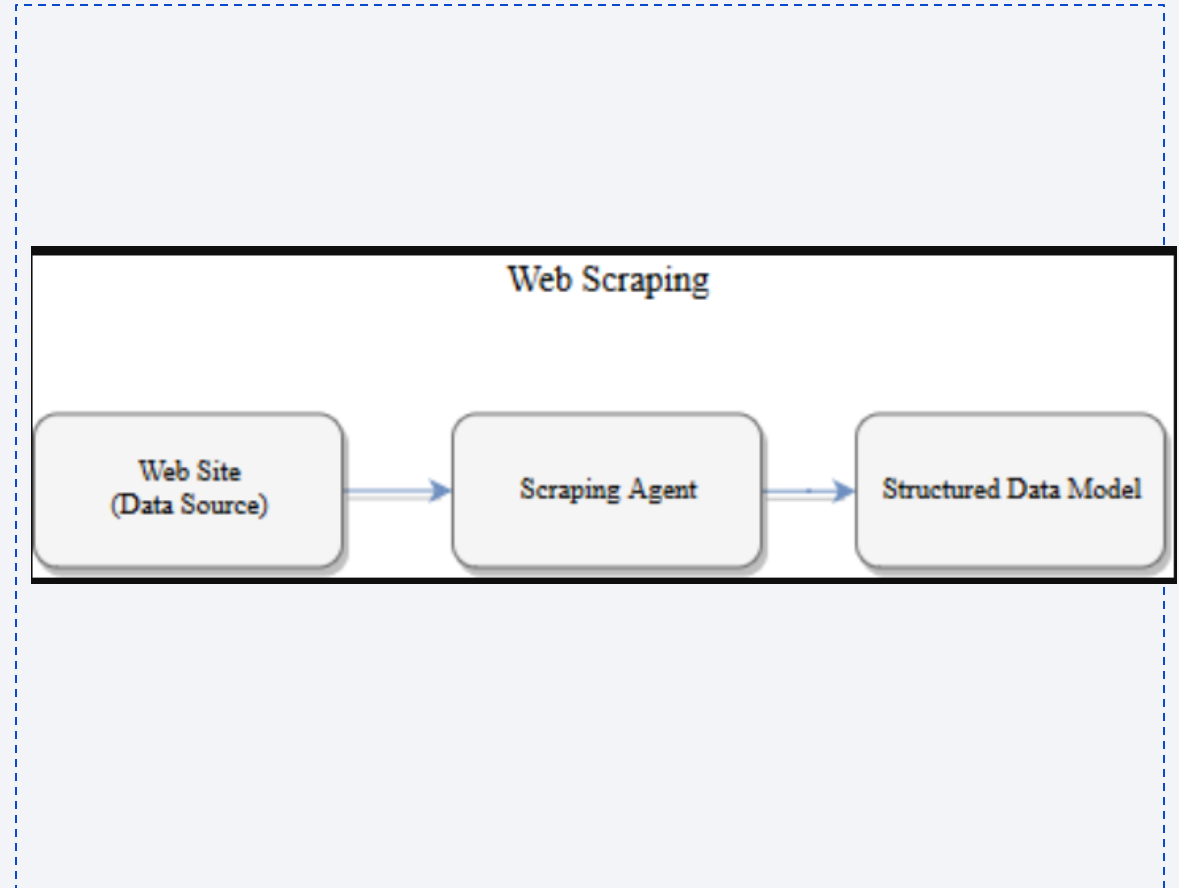 Web Scraping
Web Site
(Data Source)
Scraping Agent
Structured Data Model